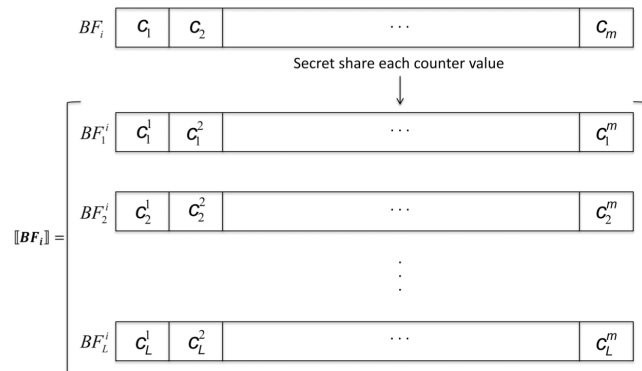 BF_i c_1 c_2 ... c_m
Secret share each counter value
BF_1^i c_1^1 c_1^2 ... c_1^m
BF_2^i c_2^1 c_2^2 ... c_2^m
⟦BF_i⟧ =
. . .
BF_L^i c_L^1 c_L^2 ... c_L^m